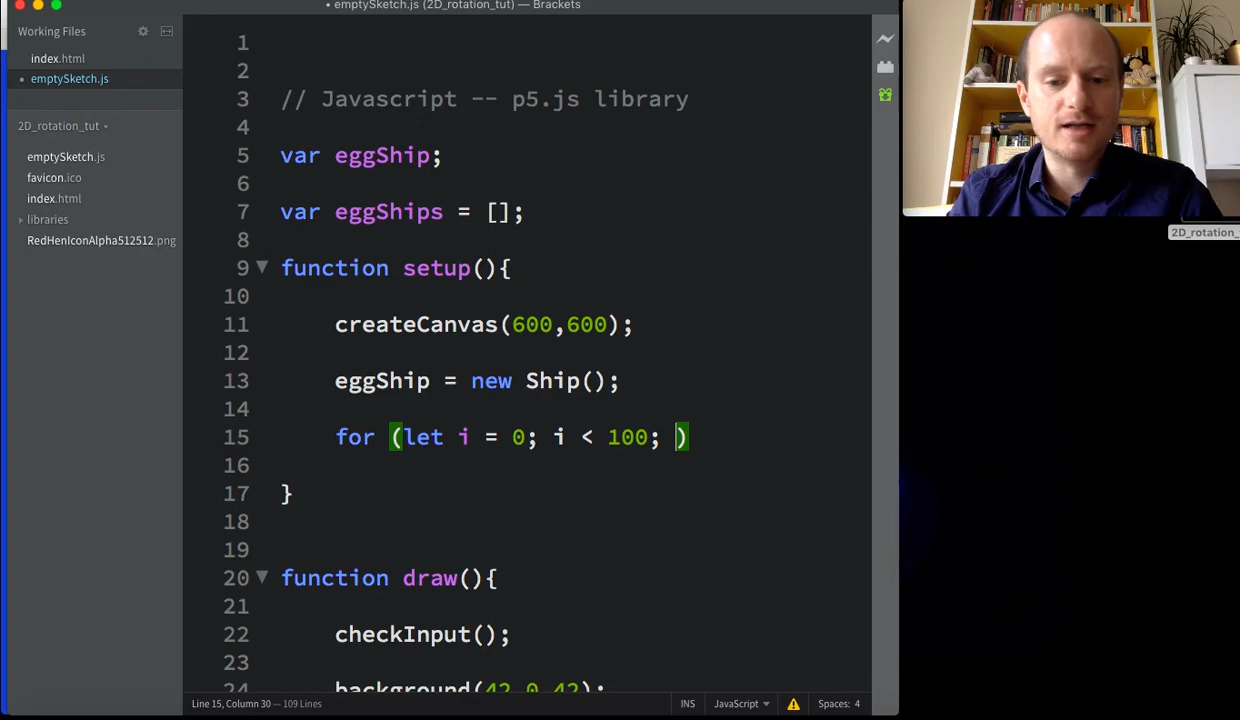 • emptySketch.js (2D_rotation_tut) — Brackets
Working Files
index.html
• emptySketch.js
2D_rotation_tut
emptySketch.js
favicon.ico
index.html
libraries
RedHenIconAlpha512512.png
1
2
3 // Javascript -- p5.js library
4
5 var eggShip;
6
7 var eggShips = [];
8
9 function setup(){
10
11 createCanvas(600,600);
12
13 eggShip = new Ship();
14
15 for (let i = 0; i < 100; )
16
17 }
18
19
20 function draw(){
21
22 checkInput();
23
24 background(42,0,42);
Line 15, Column 30 — 109 Lines
INS
JavaScript
Spaces: 4
2D_rotation_t